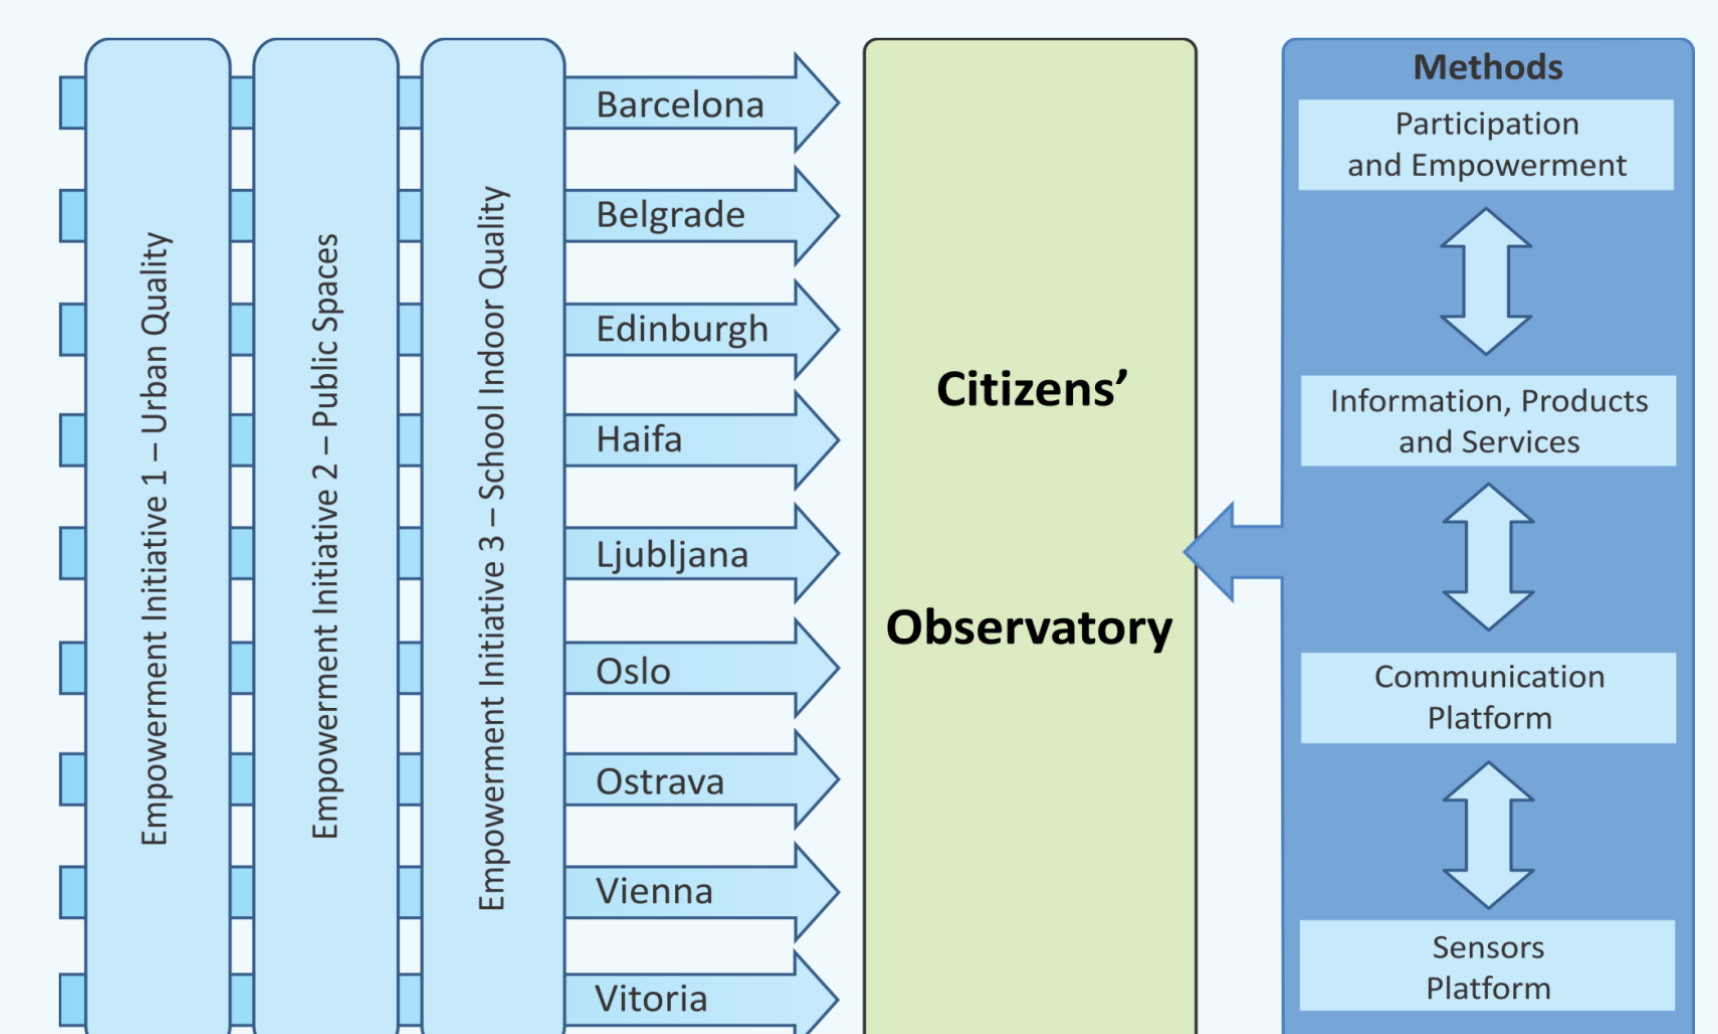 Empowerment Initiative 1 – Urban Quality
Empowerment Initiative 2 – Public Spaces
Empowerment Initiative 3 – School Indoor Quality
Barcelona
Belgrade
Edinburgh
Haifa
Ljubljana
Oslo
Ostrava
Vienna
Vitoria
Citizens’
Observatory
Methods
Participation
and Empowerment
Information, Products
and Services
Communication
Platform
Sensors
Platform